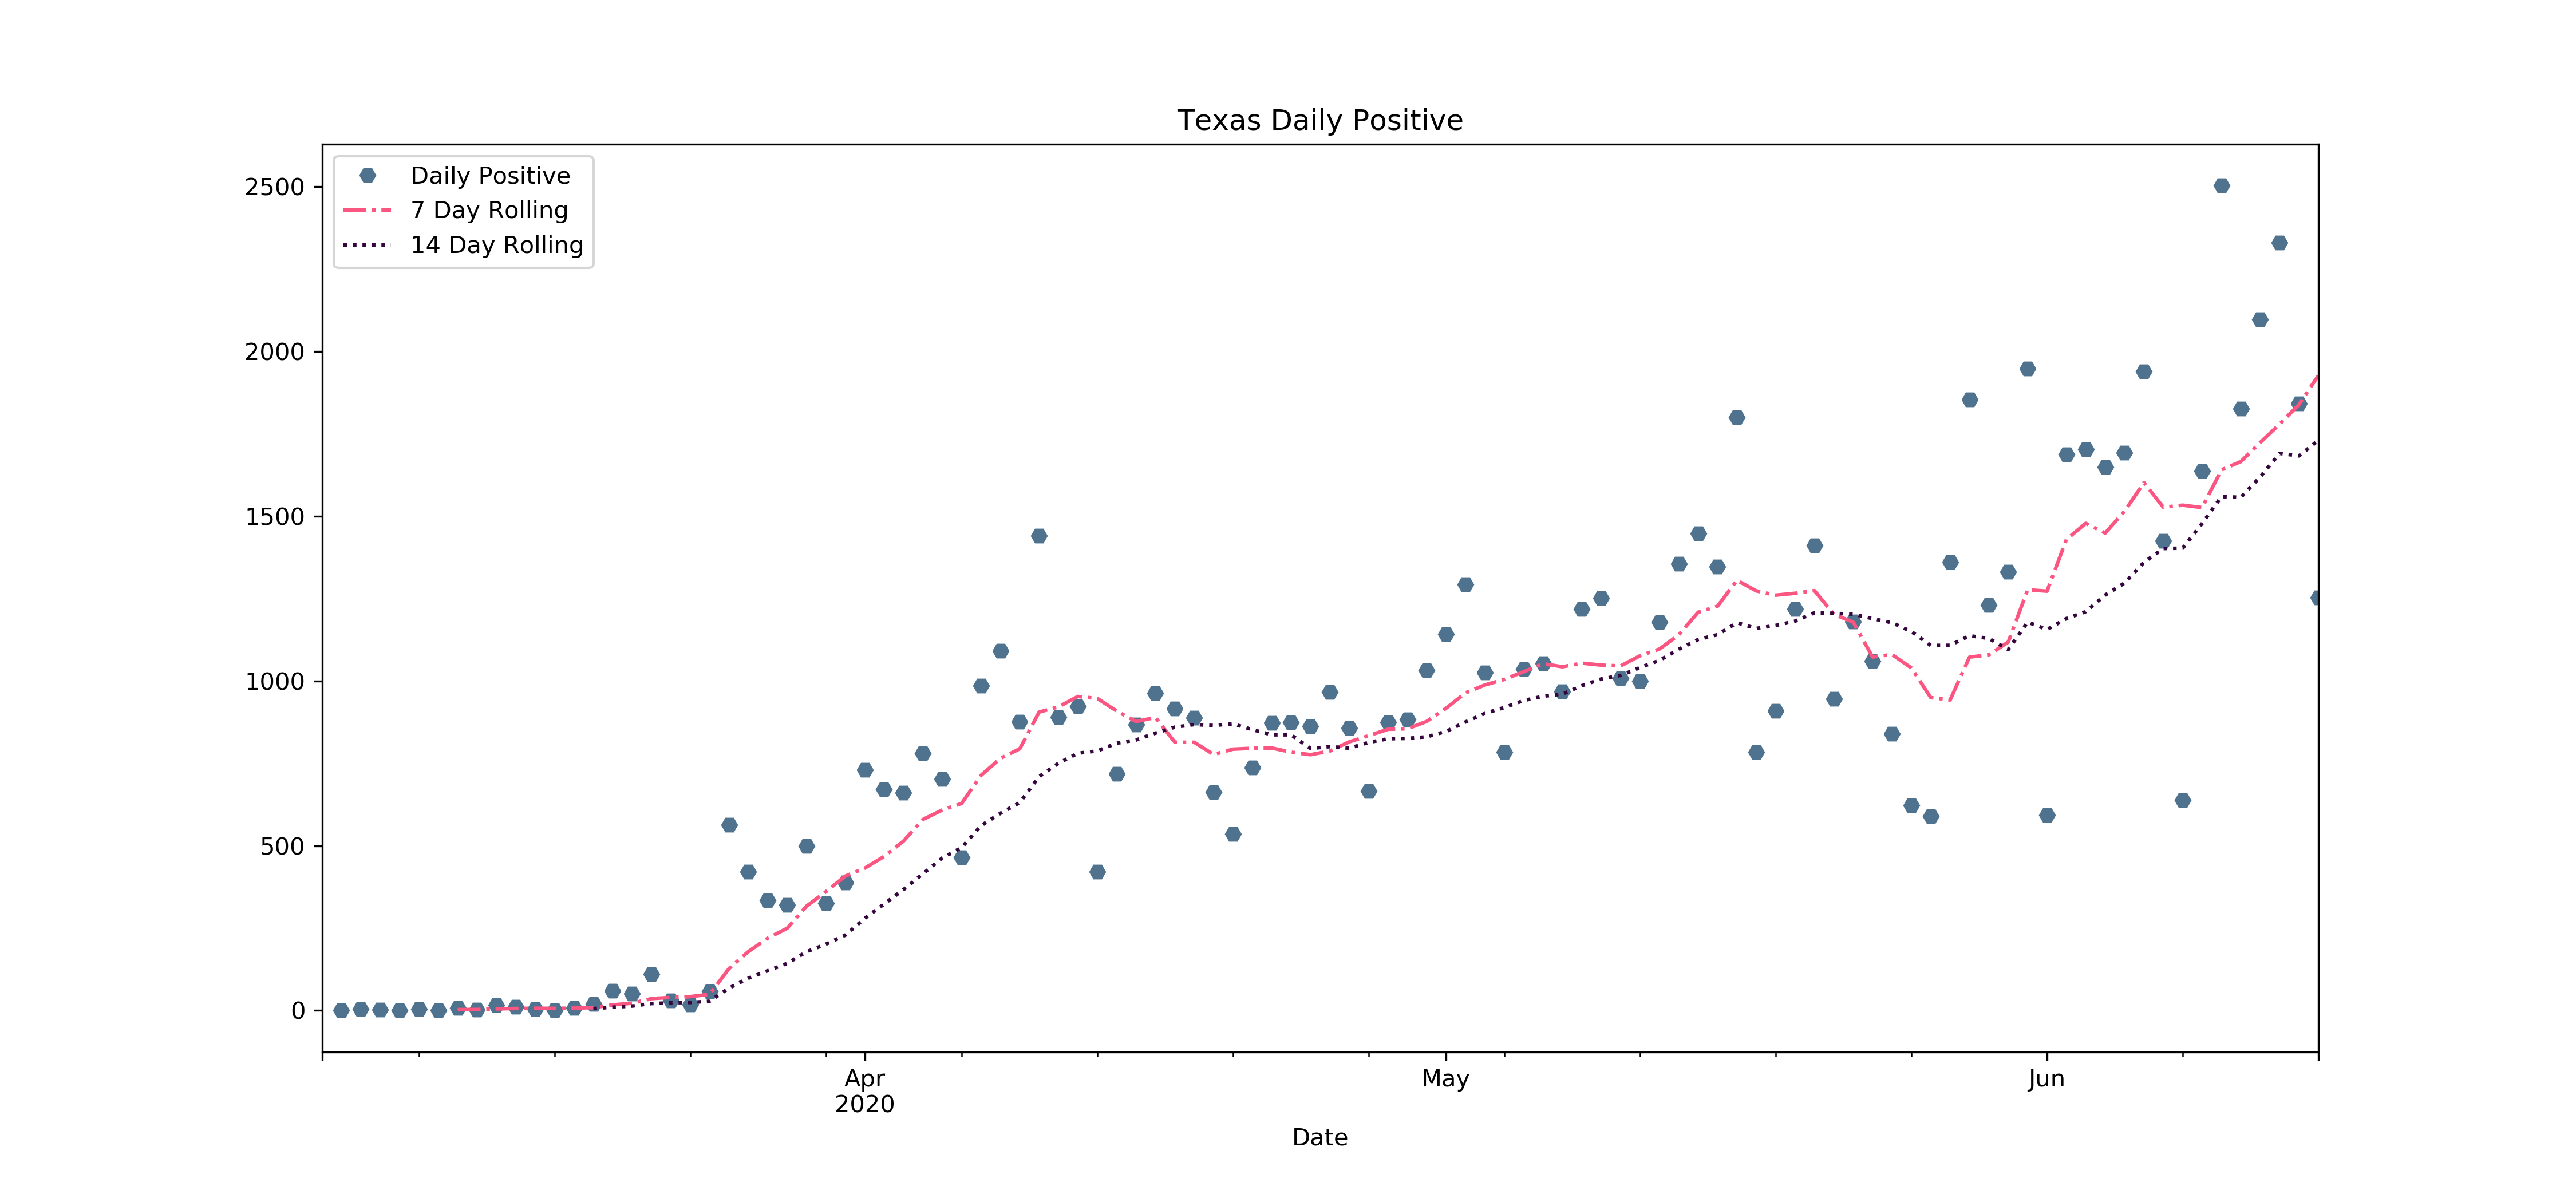 Texas Daily Positive
Daily Positive
7 Day Rolling
14 Day Rolling
2500
2000
1500
1000
500
0
Apr
2020
May
Jun
Date